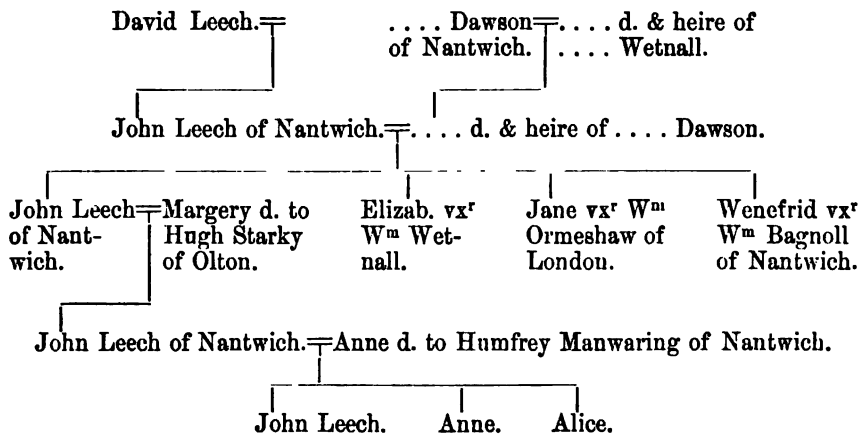 David Leech. . . . . Dawson . . . . d. & heire of
of Nantwich. . . . . Wetnall.
John Leech of Nantwich. . . . . d. & heire of . . . . Dawson.
John Leech Margery d. to Elizab. vxʳ Jane vxʳ Wᵐ Wenefrid vxʳ
of Nant- Hugh Starky Wᵐ Wet- Ormeshaw of Wᵐ Bagnoll
wich. of Olton. nall. London. of Nantwich.
John Leech of Nantwich. Anne d. to Humfrey Manwaring of Nantwich.
John Leech. Anne. Alice.